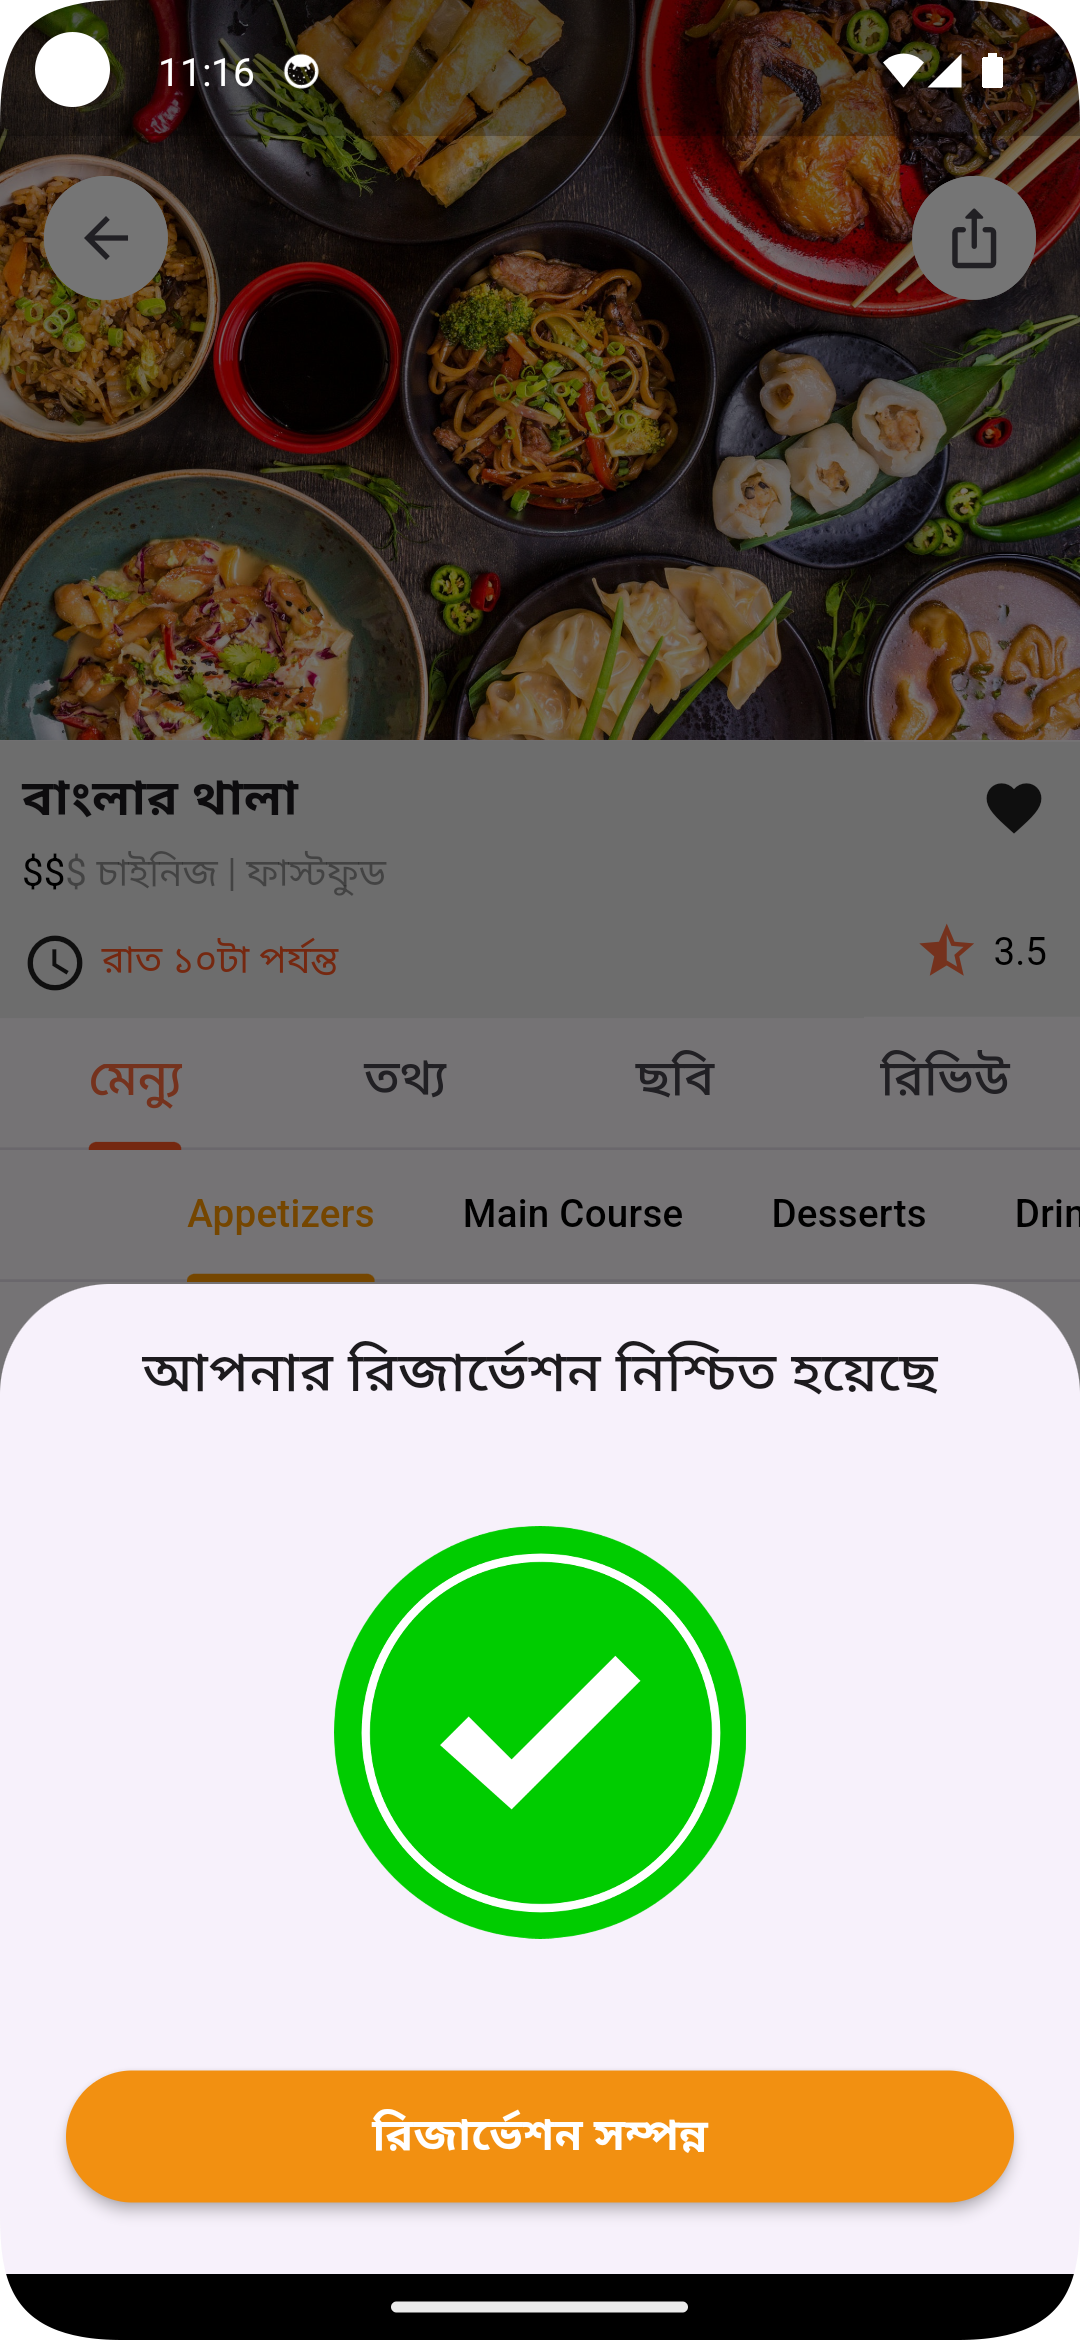 11:16
বাংলার থালা
$$$ চাইনিজ | ফাস্টফুড
রাত ১০টা পর্যন্ত
3.5
মেন্যু তথ্য ছবি রিভিউ
Appetizers Main Course Desserts Drin
আপনার রিজার্ভেশন নিশ্চিত হয়েছে
রিজার্ভেশন সম্পন্ন